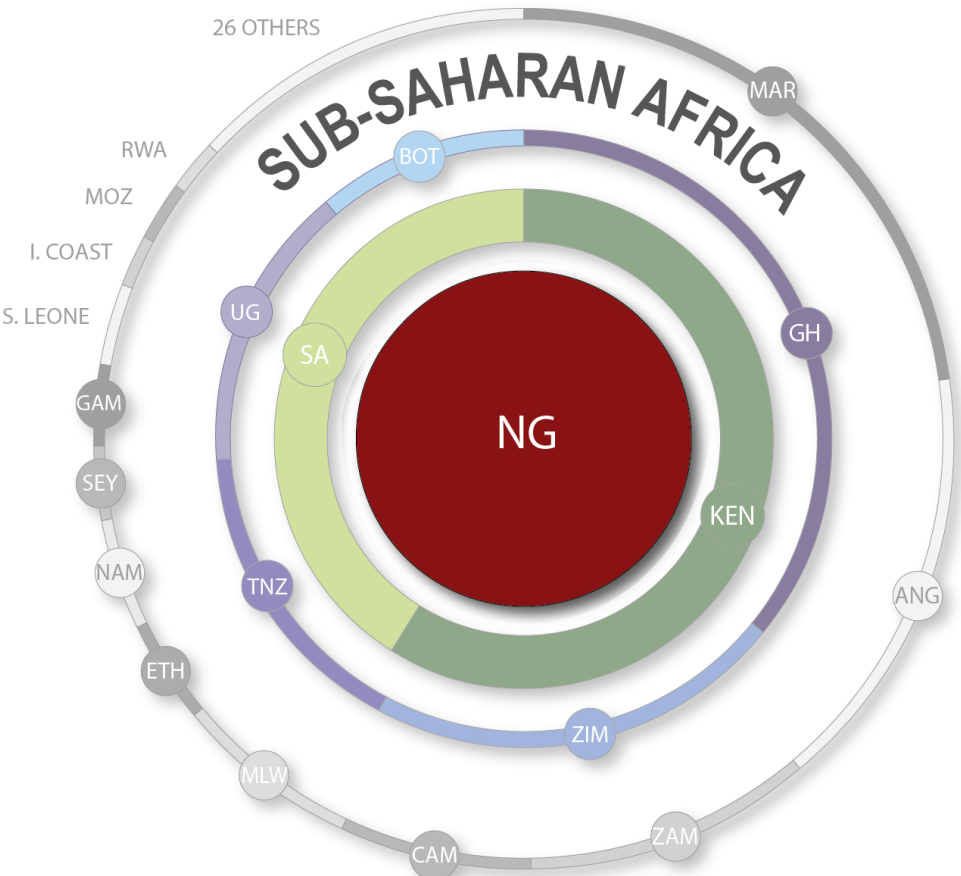 26 OTHERS
MAR
SUB-SAHARAN AFRICA
RWA
BOT
MOZ
I. COAST
UG
S. LEONE
GH
SA
GAM
NG
SEY
KEN
NAM
TNZ
ANG
ETH
ZIM
MLW
ZAM
CAM